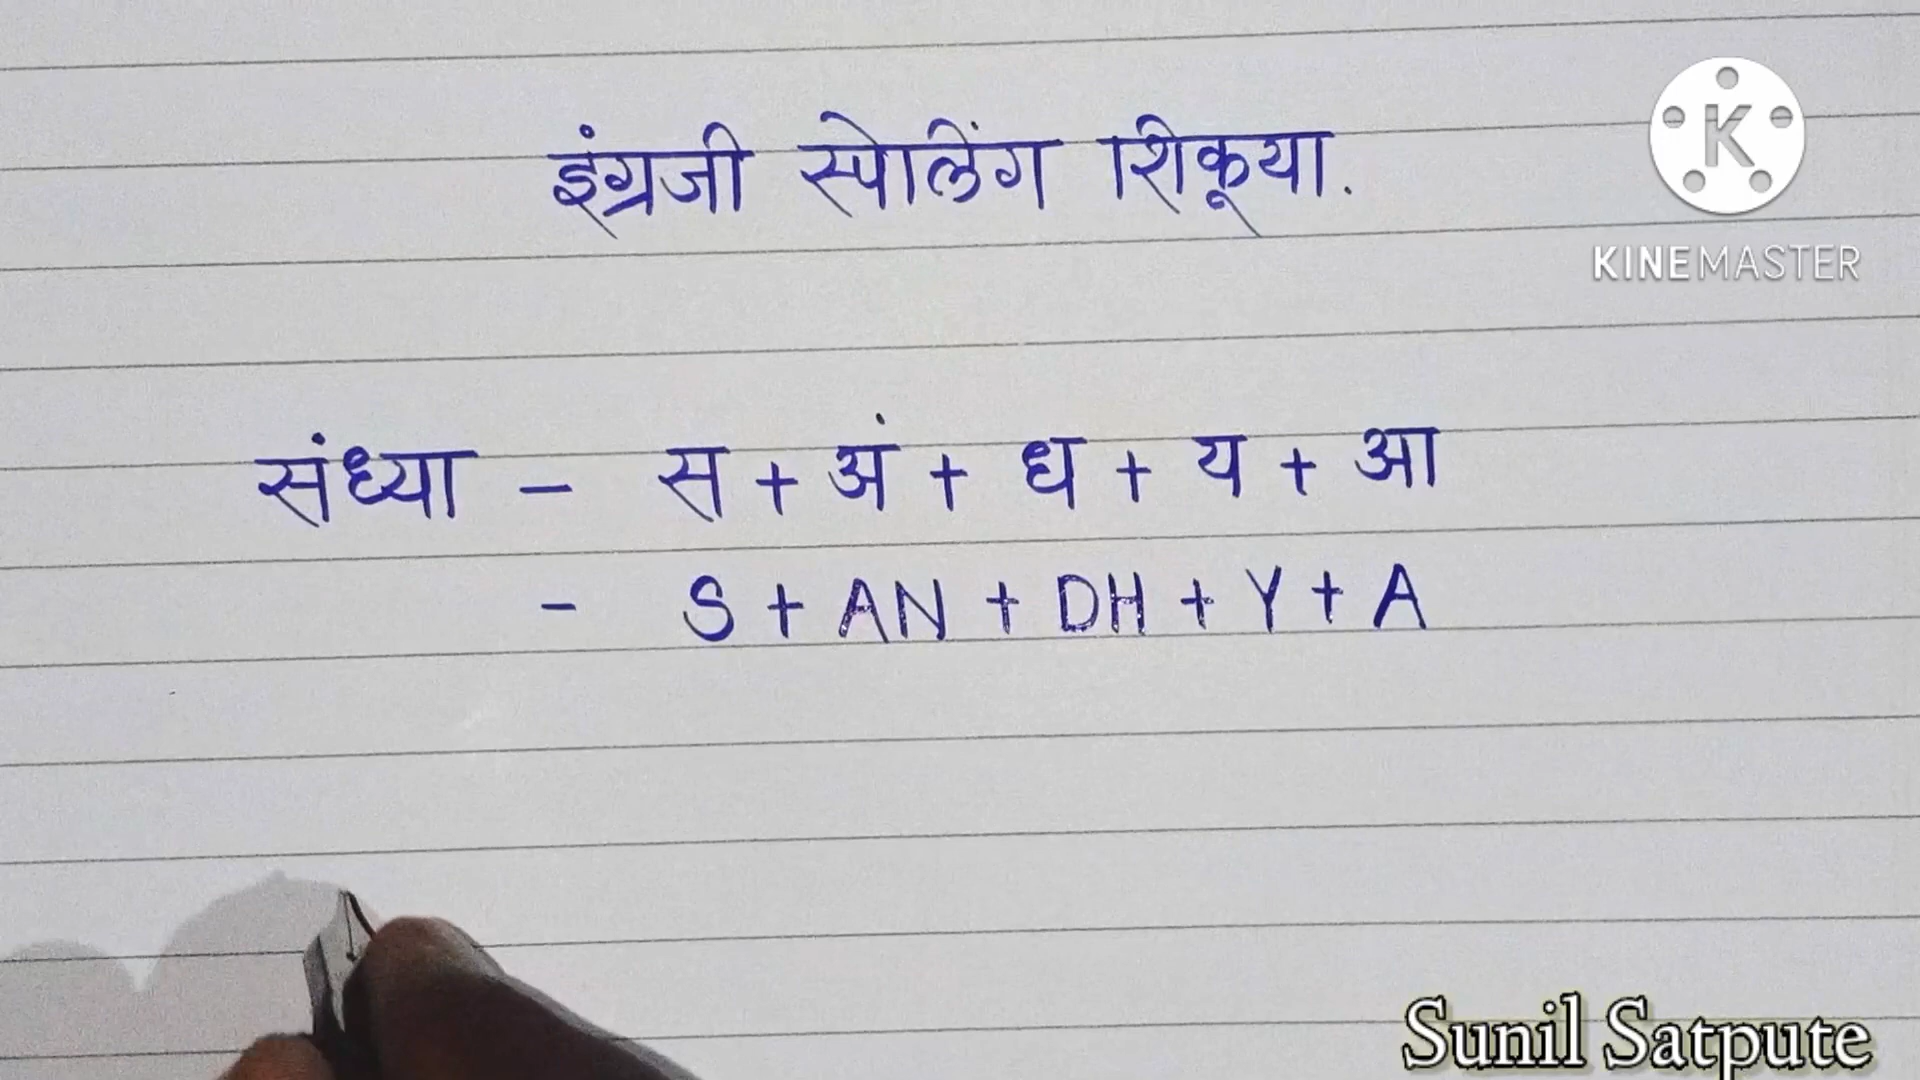 इंग्रजी स्पेलिंग शिकूया.
K
KINEMASTER
संध्या - स + अं + ध + य + आ
- S + AN + DH + Y + A
Sunil Satpute